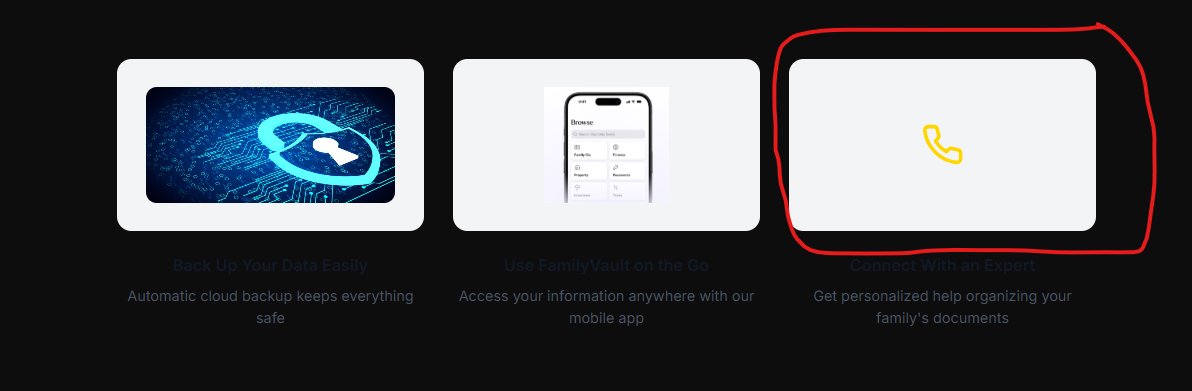 Browse
Family IDs
Finance
Property
Resources
Back Up Your Data Easily
Use FamilyVault on the Go
Connect With an Expert
Automatic cloud backup keeps everything
safe
Access your information anywhere with our
mobile app
Get personalized help organizing your
family's documents